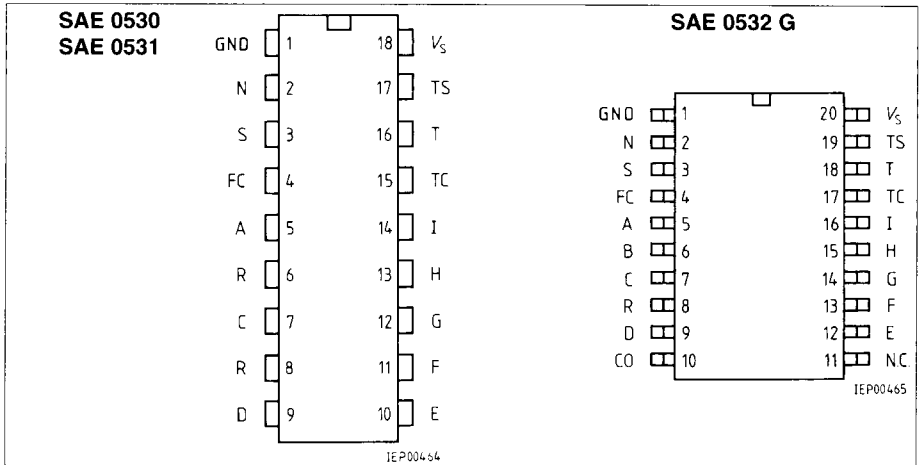 SAE 0530
SAE 0531
GND 1 18 VS
N 2 17 TS
S 3 16 T
FC 4 15 TC
A 5 14 I
R 6 13 H
C 7 12 G
R 8 11 F
D 9 10 E
IEP00464
SAE 0532 G
GND 1 20 VS
N 2 19 TS
S 3 18 T
FC 4 17 TC
A 5 16 I
B 6 15 H
C 7 14 G
R 8 13 F
D 9 12 E
CO 10 11 N.C.
IEP00465